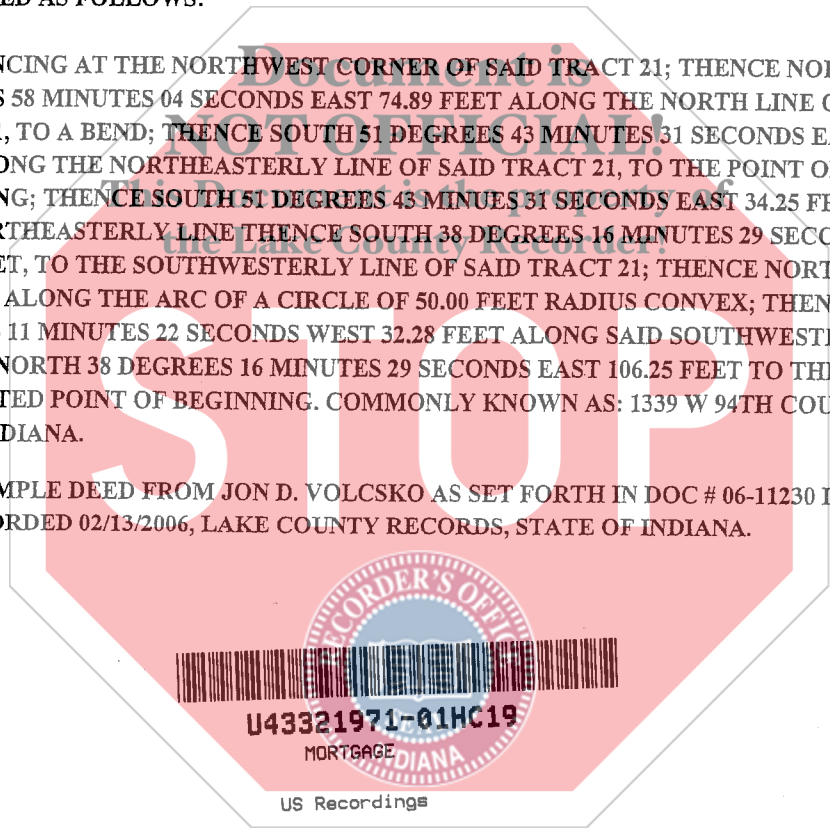 ED AS FOLLOWS:
NCING AT THE NORTHWEST CORNER OF SAID TRACT 21; THENCE NO
S 58 MINUTES 04 SECONDS EAST 74.89 FEET ALONG THE NORTH LINE
, TO A BEND; THENCE SOUTH 51 DEGREES 43 MINUTES 31 SECONDS E
ONG THE NORTHEASTERLY LINE OF SAID TRACT 21, TO THE POINT O
NG; THENCE SOUTH 51 DEGREES 43 MINUES 31 SECONDS EAST 34.25 FE
RTHEASTERLY LINE THENCE SOUTH 38 DEGREES 16 MINUTES 29 SECO
ET, TO THE SOUTHWESTERLY LINE OF SAID TRACT 21; THENCE NORT
ALONG THE ARC OF A CIRCLE OF 50.00 FEET RADIUS CONVEX; THEN
11 MINUTES 22 SECONDS WEST 32.28 FEET ALONG SAID SOUTHWEST
NORTH 38 DEGREES 16 MINUTES 29 SECONDS EAST 106.25 FEET TO TH
TED POINT OF BEGINNING. COMMONLY KNOWN AS: 1339 W 94TH COU
DIANA.
MPLE DEED FROM JON D. VOLCSKO AS SET FORTH IN DOC # 06-11230
ORDED 02/13/2006, LAKE COUNTY RECORDS, STATE OF INDIANA.
Document is
NOT OFFICIAL!
This Document is the property of
the Lake County Recorder!
STOP
RECORDER'S OFFIC
U43321971-01HC19
MORTGAGE
DIANA
US Recordings